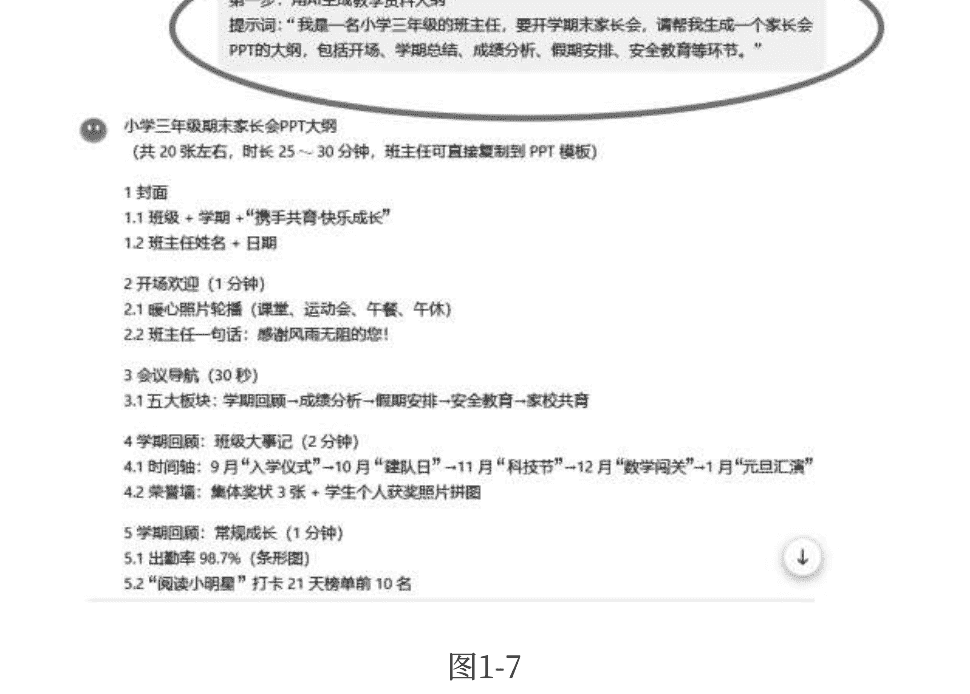 第一步：用AI生成教学资料大纲
提示词：“我是一名小学三年级的班主任，要开学期末家长会，请帮我生成一个家长会
PPT的大纲，包括开场、学期总结、成绩分析、假期安排、安全教育等环节。”
小学三年级期末家长会PPT大纲
（共 20 张左右，时长 25～30 分钟，班主任可直接复制到 PPT 模板）
1 封面
1.1 班级 + 学期 +“携手共育·快乐成长”
1.2 班主任姓名 + 日期
2 开场欢迎（1 分钟）
2.1 暖心照片轮播（课堂、运动会、午餐、午休）
2.2 班主任一句话：感谢风雨无阻的您！
3 会议导航（30 秒）
3.1 五大板块：学期回顾→成绩分析→假期安排→安全教育→家校共育
4 学期回顾：班级大事记（2 分钟）
4.1 时间轴：9 月“入学仪式”→10 月“建队日”→11 月“科技节”→12 月“数学闯关”→1 月“元旦汇演”
4.2 荣誉墙：集体奖状 3 张 + 学生个人获奖照片拼图
5 学期回顾：常规成长（1 分钟）
5.1 出勤率 98.7%（条形图）
5.2 “阅读小明星”打卡 21 天榜单前 10 名
图1-7